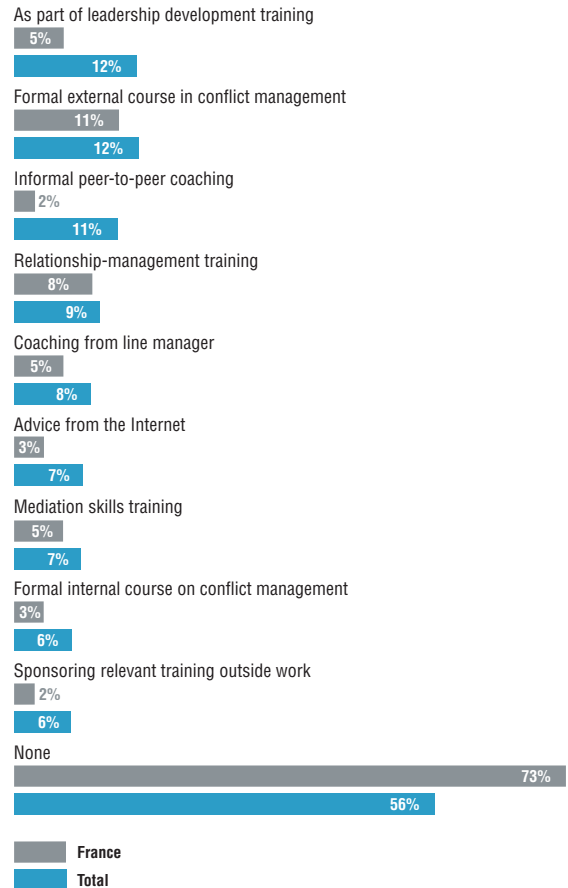 As part of leadership development training
5%
12%
Formal external course in conflict management
11%
12%
Informal peer-to-peer coaching
2%
11%
Relationship-management training
8%
9%
Coaching from line manager
5%
8%
Advice from the Internet
3%
7%
Mediation skills training
5%
7%
Formal internal course on conflict management
3%
6%
Sponsoring relevant training outside work
2%
6%
None
73%
56%
France
Total